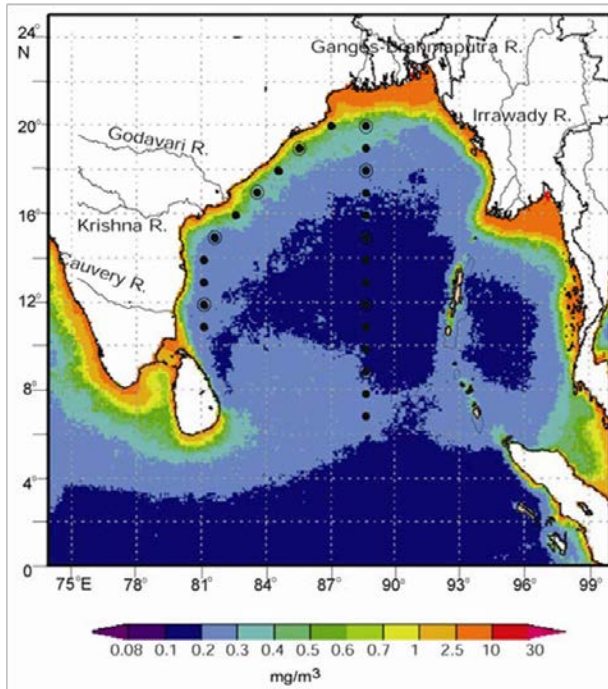 24°
N
Ganges-Brahmaputra R.
Irrawady R.
20°
Godavari R.
16°
Krishna R.
Cauvery R.
12°
8°
4°
0
75°E 78° 81° 84° 87° 90° 93° 96° 99°
0.08 0.1 0.2 0.3 0.4 0.5 0.6 0.7 1 2.5 10 30
mg/m³